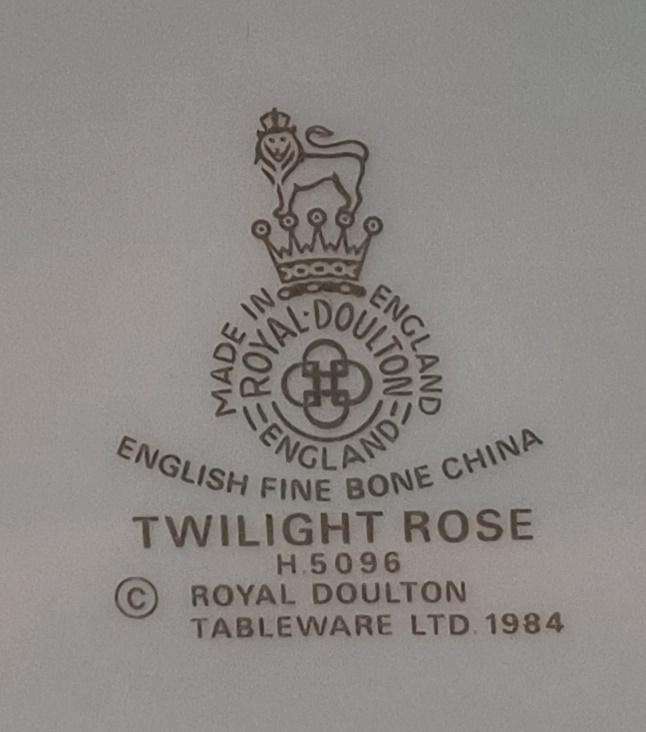 MADE IN ENGLAND
ROYAL·DOULTON
ENGLAND
ENGLISH FINE BONE CHINA
TWILIGHT ROSE
H.5096
© ROYAL DOULTON
TABLEWARE LTD. 1984